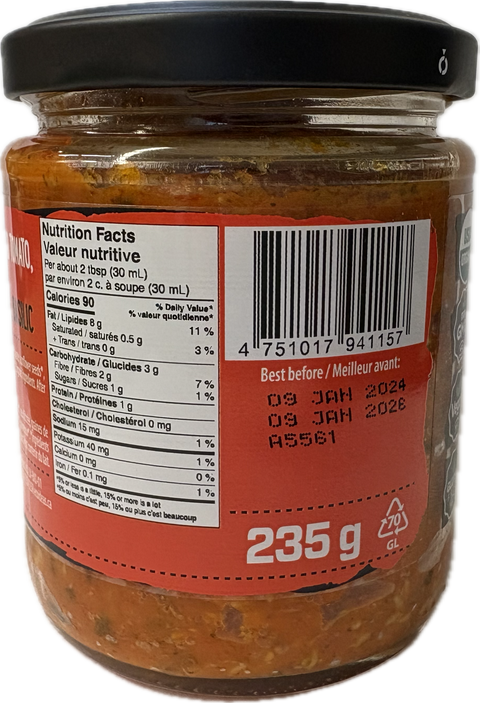 TOMATO,
Nutrition Facts
Valeur nutritive
Per about 2 tbsp (30 mL)
par environ 2 c. à soupe (30 mL)
Calories 90
% Daily Value*
% valeur quotidienne*
Fat / Lipides 8 g 11 %
Saturated / saturés 0.5 g
+ Trans / trans 0 g 3 %
Carbohydrate / Glucides 3 g
Fibre / Fibres 2 g 7 %
Sugars / Sucres 1 g 1 %
Protein / Protéines 1 g
Cholesterol / Cholestérol 0 mg
Sodium 15 mg 1 %
Potassium 40 mg 1 %
Calcium 0 mg 0 %
Iron / Fer 0.1 mg 1 %
*5% or less is a little, 15% or more is a lot
*5% ou moins c'est peu, 15% ou plus c'est beaucoup
4 751017 941157
Best before / Meilleur avant:
09 JAN 2024
09 JAN 2026
A5561
235 g
70
GL